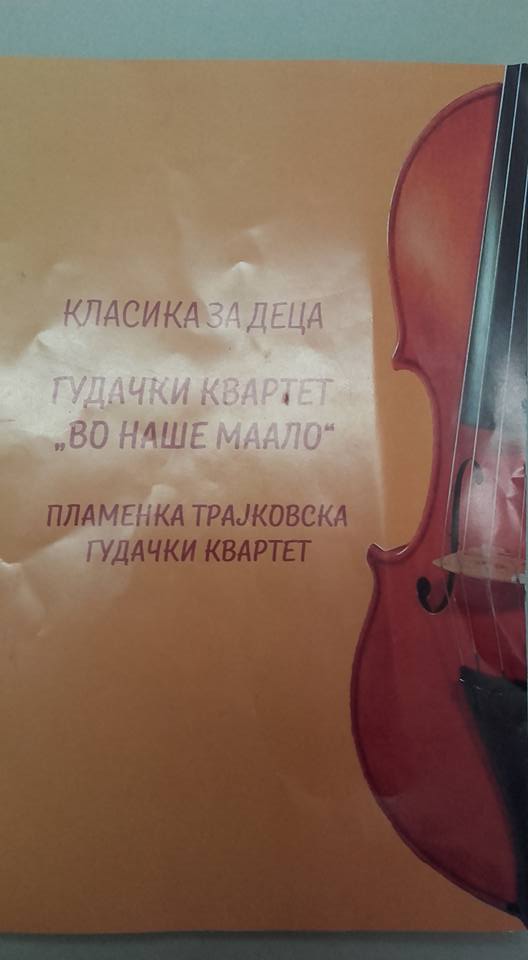 КЛАСИКА ЗА ДЕЦА
ГУДАЧКИ КВАРТЕТ
„ВО НАШЕ МААЛО“
ПЛАМЕНКА ТРАЈКОВСКА
ГУДАЧКИ КВАРТЕТ